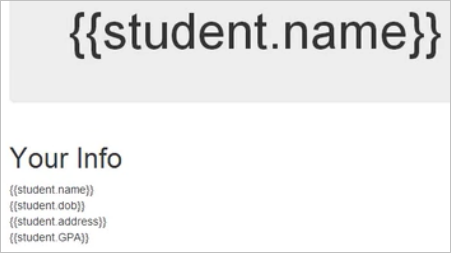 {{student.name}}
Your Info
{{student.name}}
{{student.dob}}
{{student.address}}
{{student.GPA}}